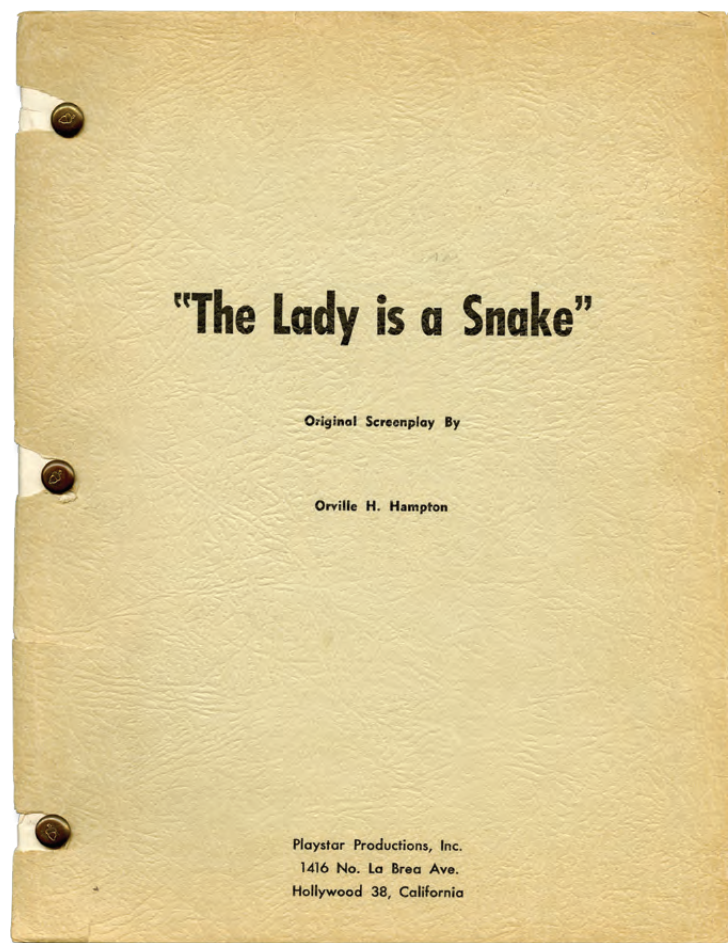 "The Lady is a Snake"
Original Screenplay By
Orville H. Hampton
Playstar Productions, Inc.
1416 No. La Brea Ave.
Hollywood 38, California